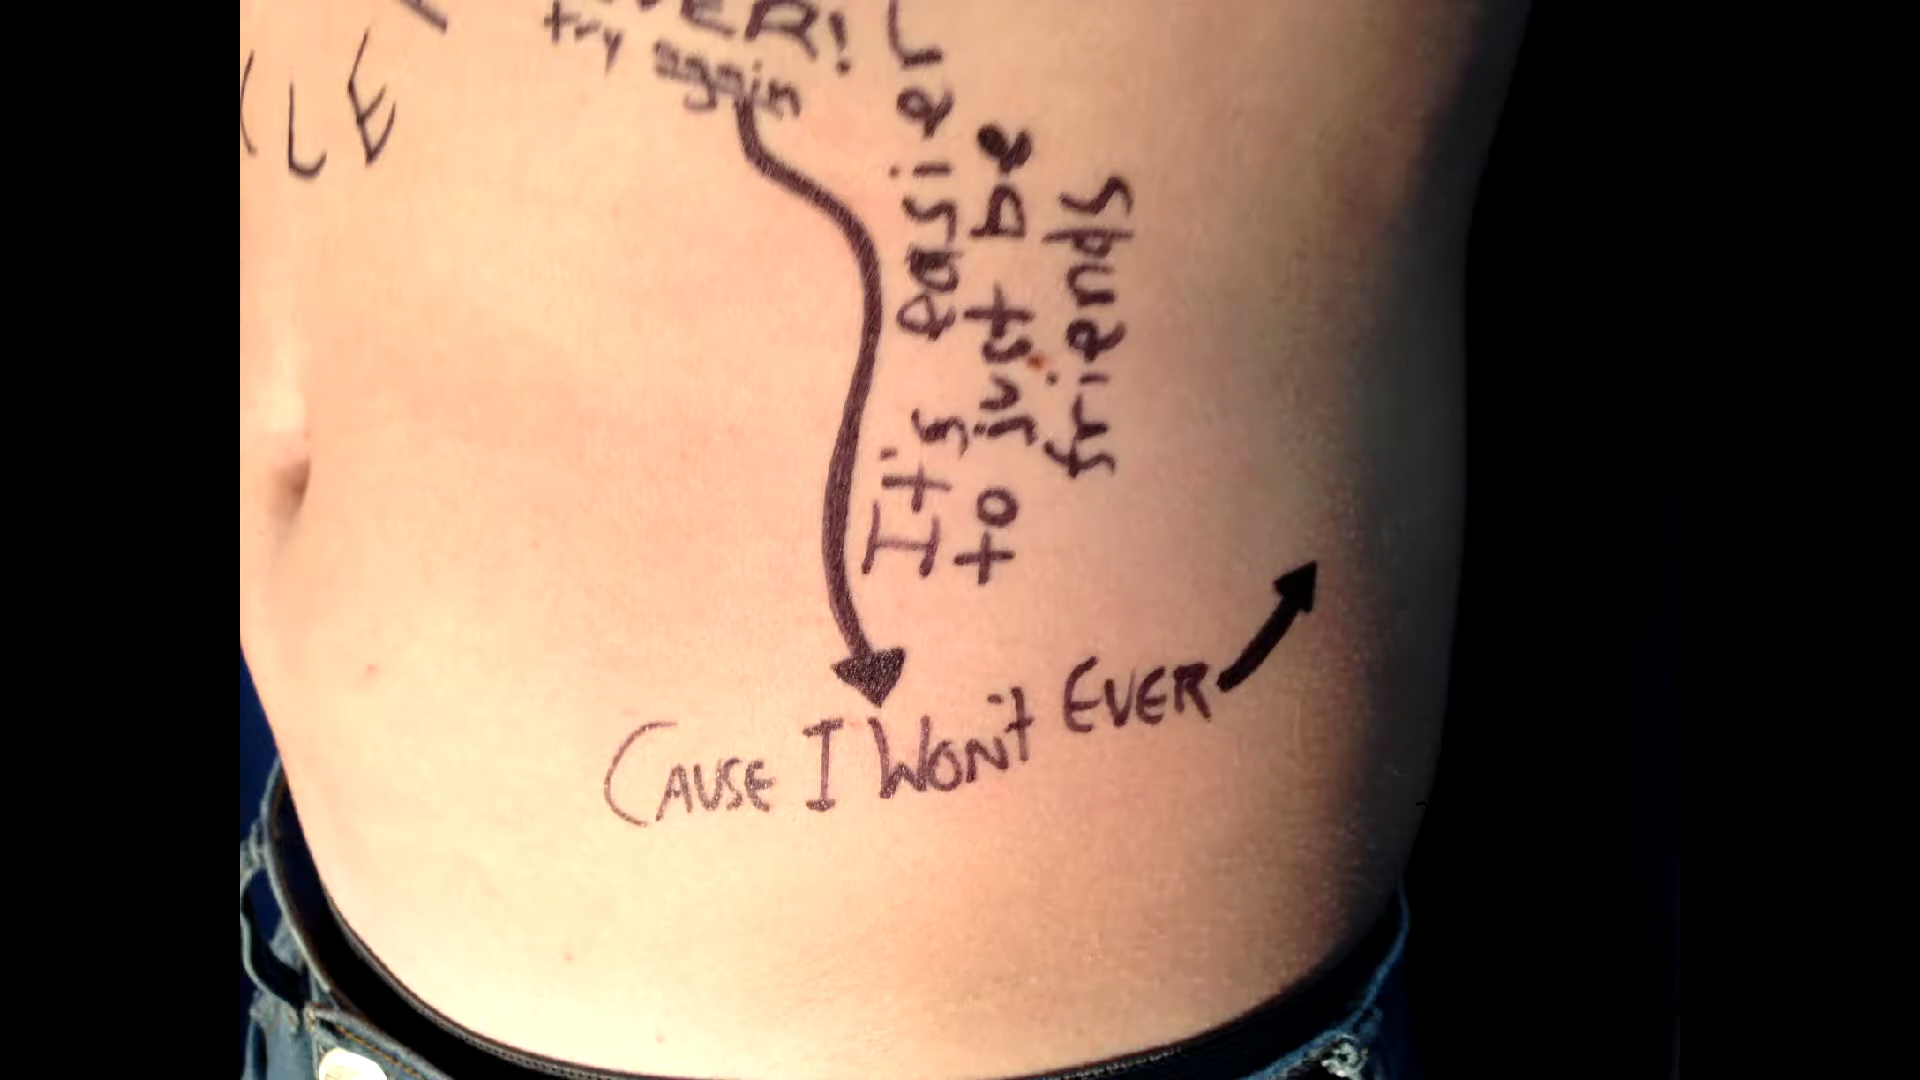 try again
It's easier
to just be
friends
CAUSE I WON'T EVER